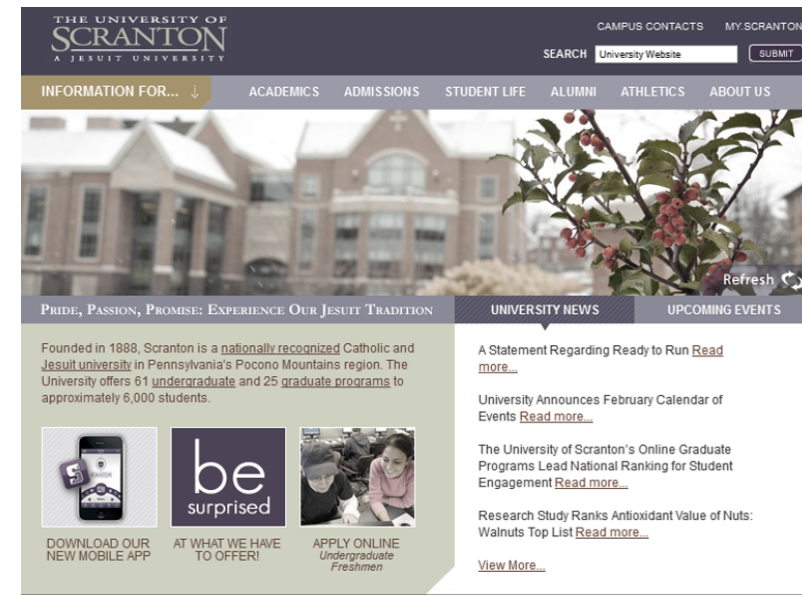 THE UNIVERSITY OF
SCRANTON
A JESUIT UNIVERSITY
CAMPUS CONTACTS MY.SCRANTON
SEARCH University Website SUBMIT
INFORMATION FOR... ↓ ACADEMICS ADMISSIONS STUDENT LIFE ALUMNI ATHLETICS ABOUT US
Refresh
PRIDE, PASSION, PROMISE: EXPERIENCE OUR JESUIT TRADITION
Founded in 1888, Scranton is a nationally recognized Catholic and
Jesuit university in Pennsylvania's Pocono Mountains region. The
University offers 61 undergraduate and 25 graduate programs to
approximately 6,000 students.
S
SCRANTON
be
surprised
DOWNLOAD OUR
NEW MOBILE APP
AT WHAT WE HAVE
TO OFFER!
APPLY ONLINE
Undergraduate
Freshmen
UNIVERSITY NEWS UPCOMING EVENTS
A Statement Regarding Ready to Run Read
more...
University Announces February Calendar of
Events Read more...
The University of Scranton's Online Graduate
Programs Lead National Ranking for Student
Engagement Read more...
Research Study Ranks Antioxidant Value of Nuts:
Walnuts Top List Read more...
View More...